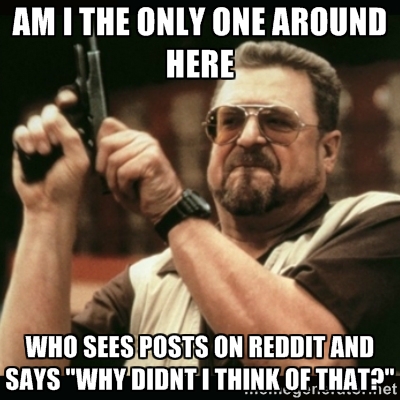 AM I THE ONLY ONE AROUND
HERE
WHO SEES POSTS ON REDDIT AND
SAYS "WHY DIDNT I THINK OF THAT?"
memegenerator.net